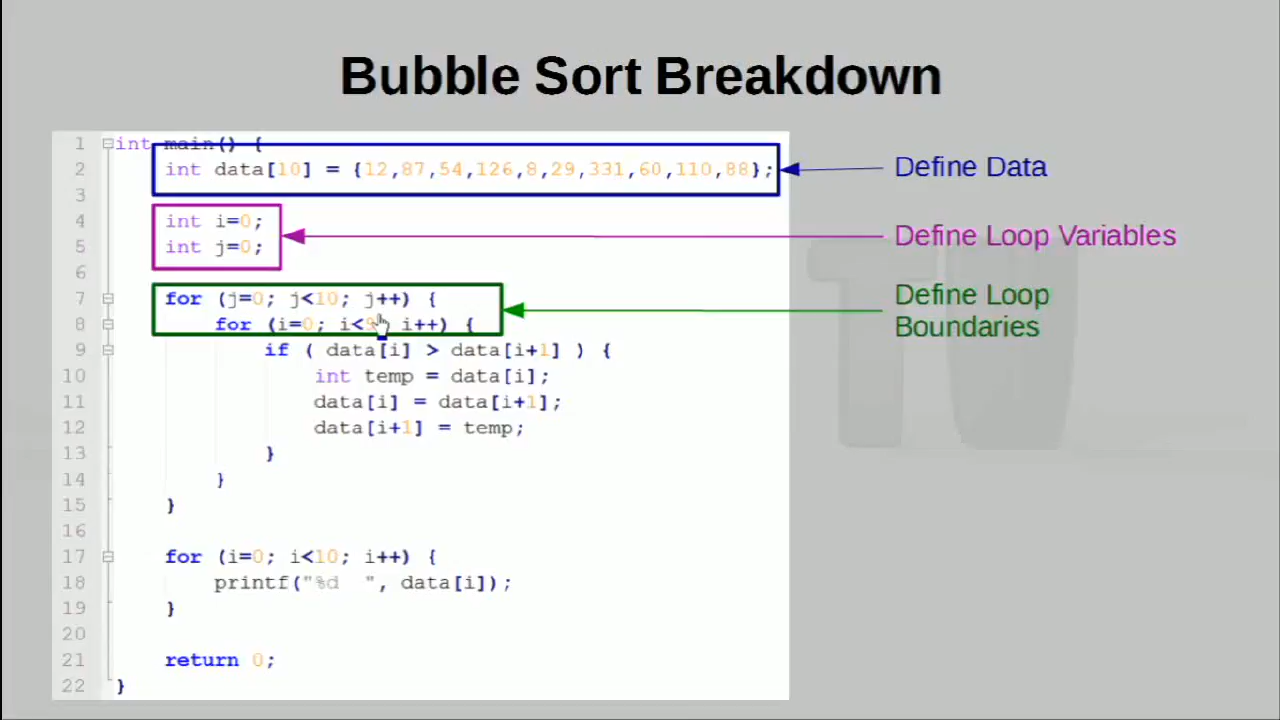 Bubble Sort Breakdown
1 int main() {
2 int data[10] = {12,87,54,126,8,29,331,60,110,88};
Define Data
3
4 int i=0;
5 int j=0;
Define Loop Variables
6
7 for (j=0; j<10; j++) {
8 for (i=0; i< i++) {
Define Loop
Boundaries
9 if ( data[i] > data[i+1] ) {
10 int temp = data[i];
11 data[i] = data[i+1];
12 data[i+1] = temp;
13 }
14 }
15 }
16
17 for (i=0; i<10; i++) {
18 printf("%d  ", data[i]);
19 }
20
21 return 0;
22 }